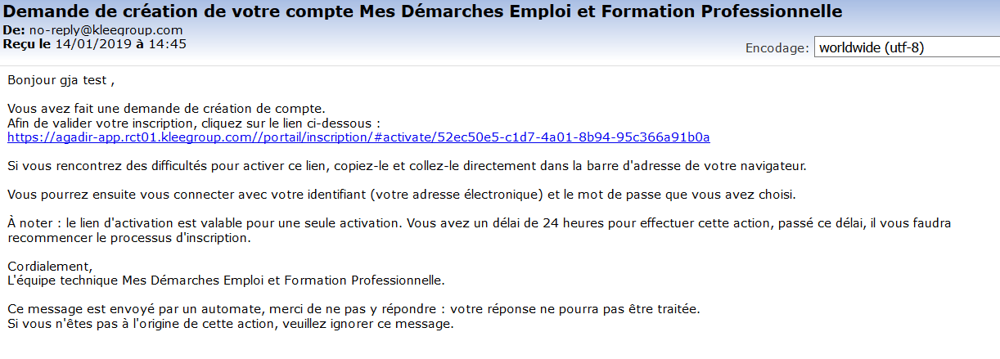 Demande de création de votre compte Mes Démarches Emploi et Formation Professionnelle
De: no-reply@kleegroup.com
Reçu le 14/01/2019 à 14:45
Encodage: worldwide (utf-8)
Bonjour gja test ,
Vous avez fait une demande de création de compte.
Afin de valider votre inscription, cliquez sur le lien ci-dessous :
https://agadir-app.rct01.kleegroup.com//portail/inscription/#activate/52ec50e5-c1d7-4a01-8b94-95c366a91b0a
Si vous rencontrez des difficultés pour activer ce lien, copiez-le et collez-le directement dans la barre d'adresse de votre navigateur.
Vous pourrez ensuite vous connecter avec votre identifiant (votre adresse électronique) et le mot de passe que vous avez choisi.
À noter : le lien d'activation est valable pour une seule activation. Vous avez un délai de 24 heures pour effectuer cette action, passé ce délai, il vous faudra
recommencer le processus d'inscription.
Cordialement,
L'équipe technique Mes Démarches Emploi et Formation Professionnelle.
Ce message est envoyé par un automate, merci de ne pas y répondre : votre réponse ne pourra pas être traitée.
Si vous n'êtes pas à l'origine de cette action, veuillez ignorer ce message.